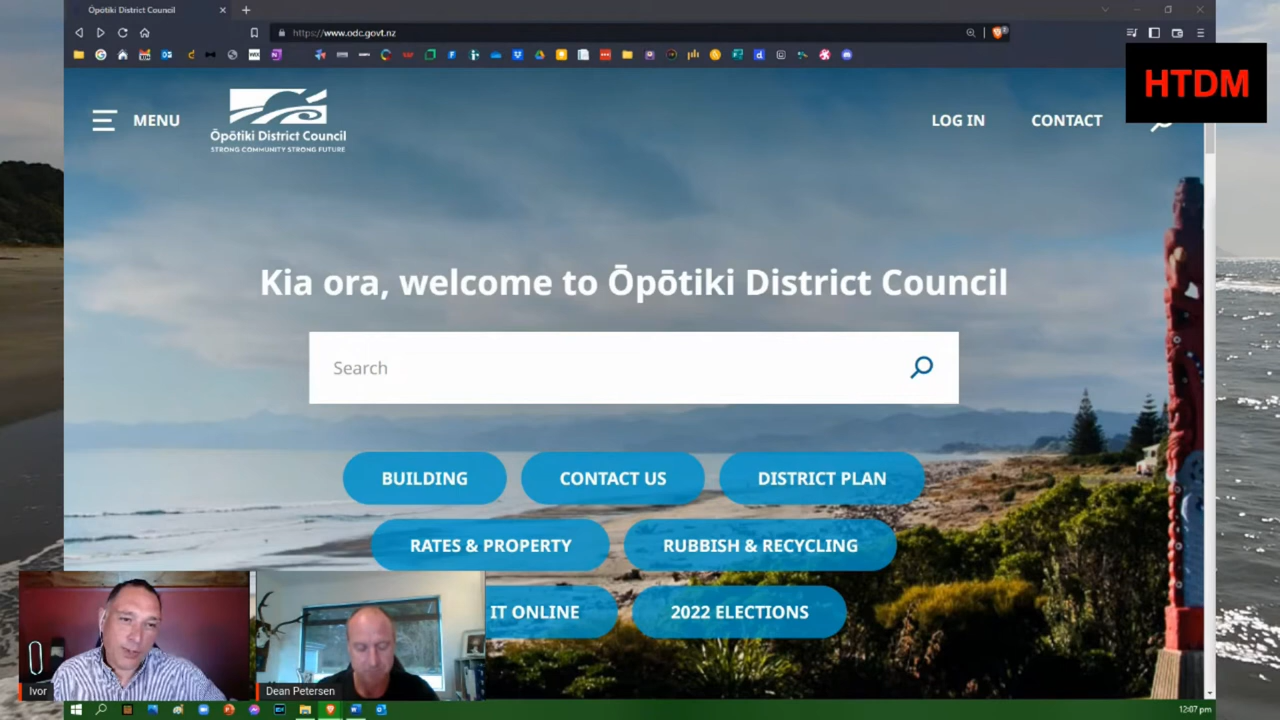 Ōpōtiki District Council
https://www.odc.govt.nz
HTDM
MENU
Ōpōtiki District Council
STRONG COMMUNITY STRONG FUTURE
LOG IN
CONTACT
Kia ora, welcome to Ōpōtiki District Council
Search
BUILDING
CONTACT US
DISTRICT PLAN
RATES & PROPERTY
RUBBISH & RECYCLING
IT ONLINE
2022 ELECTIONS
Ivor
Dean Petersen
12:07 pm